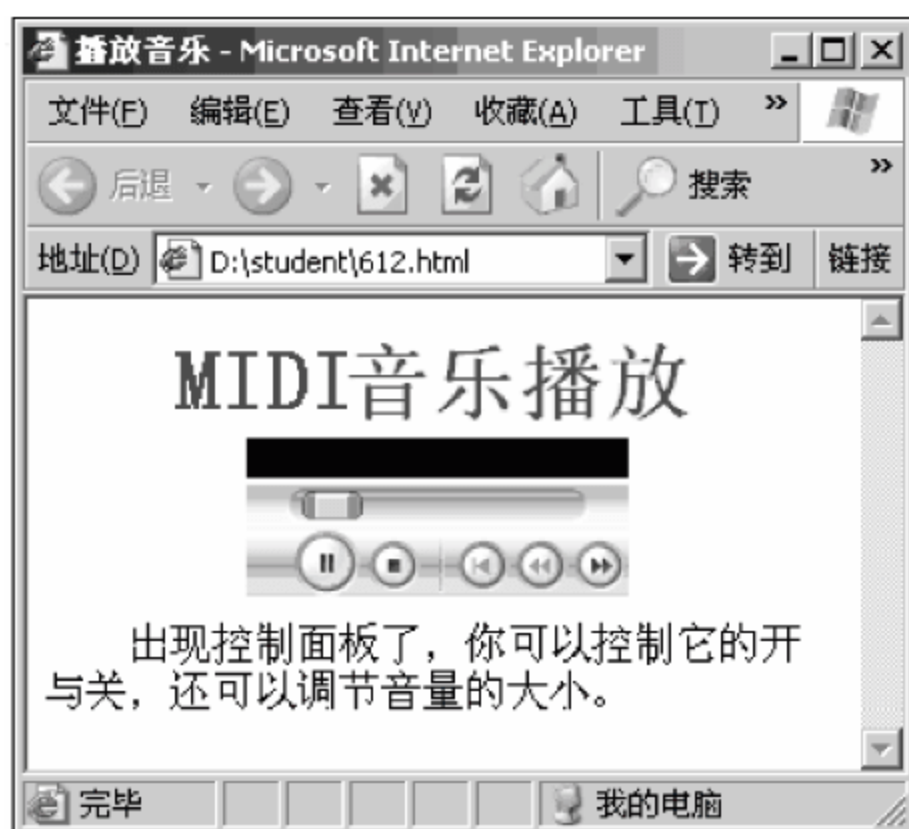 播放音乐 - Microsoft Internet Explorer
文件(F) 编辑(E) 查看(V) 收藏(A) 工具(T) »
后退 搜索 »
地址(D) D:\student\612.html 转到 链接
MIDI音乐播放
出现控制面板了，你可以控制它的开
与关，还可以调节音量的大小。
完毕 我的电脑